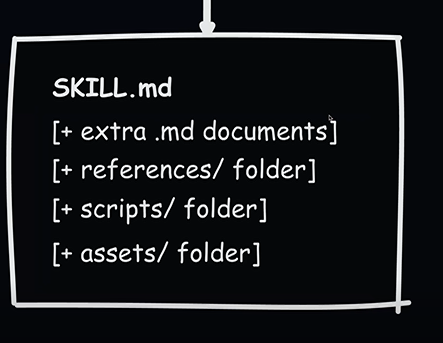 SKILL.md
[+ extra .md documents]
[+ references/ folder]
[+ scripts/ folder]
[+ assets/ folder]